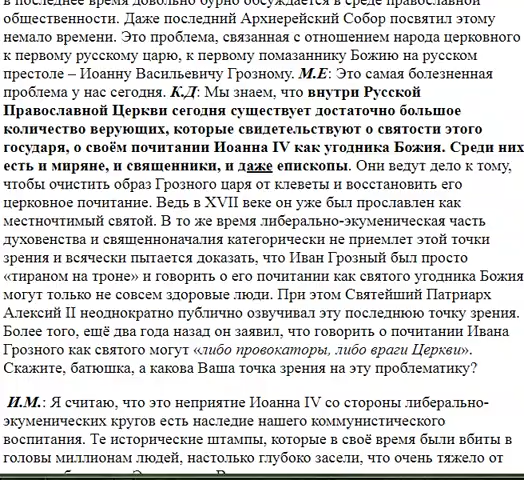 в последнее время довольно бурно обсуждается в среде православной
общественности. Даже последний Архиерейский Собор посвятил этому
немало времени. Это проблема, связанная с отношением народа церковного
к первому русскому царю, к первому помазаннику Божию на русском
престоле – Иоанну Васильевичу Грозному. М.Е: Это самая болезненная
проблема у нас сегодня. К.Д: Мы знаем, что внутри Русской
Православной Церкви сегодня существует достаточно большое
количество верующих, которые свидетельствуют о святости этого
государя, о своём почитании Иоанна IV как угодника Божия. Среди них
есть и миряне, и священники, и даже епископы. Они ведут дело к тому,
чтобы очистить образ Грозного царя от клеветы и восстановить его
церковное почитание. Ведь в XVII веке он уже был прославлен как
местночтимый святой. В то же время либерально-экуменическая часть
духовенства и священноначалия категорически не приемлет этой точки
зрения и всячески пытается доказать, что Иван Грозный был просто
«тираном на троне» и говорить о его почитании как святого угодника Божия
могут только не совсем здоровые люди. При этом Святейший Патриарх
Алексий II неоднократно публично озвучивал эту последнюю точку зрения.
Более того, ещё два года назад он заявил, что говорить о почитании Ивана
Грозного как святого могут «либо провокаторы, либо враги Церкви».
Скажите, батюшка, а какова Ваша точка зрения на эту проблематику?
И.М.: Я считаю, что это неприятие Иоанна IV со стороны либерально-
экуменических кругов есть наследие нашего коммунистического
воспитания. Те исторические штампы, которые в своё время были вбиты в
головы миллионам людей, настолько глубоко засели, что очень тяжело от